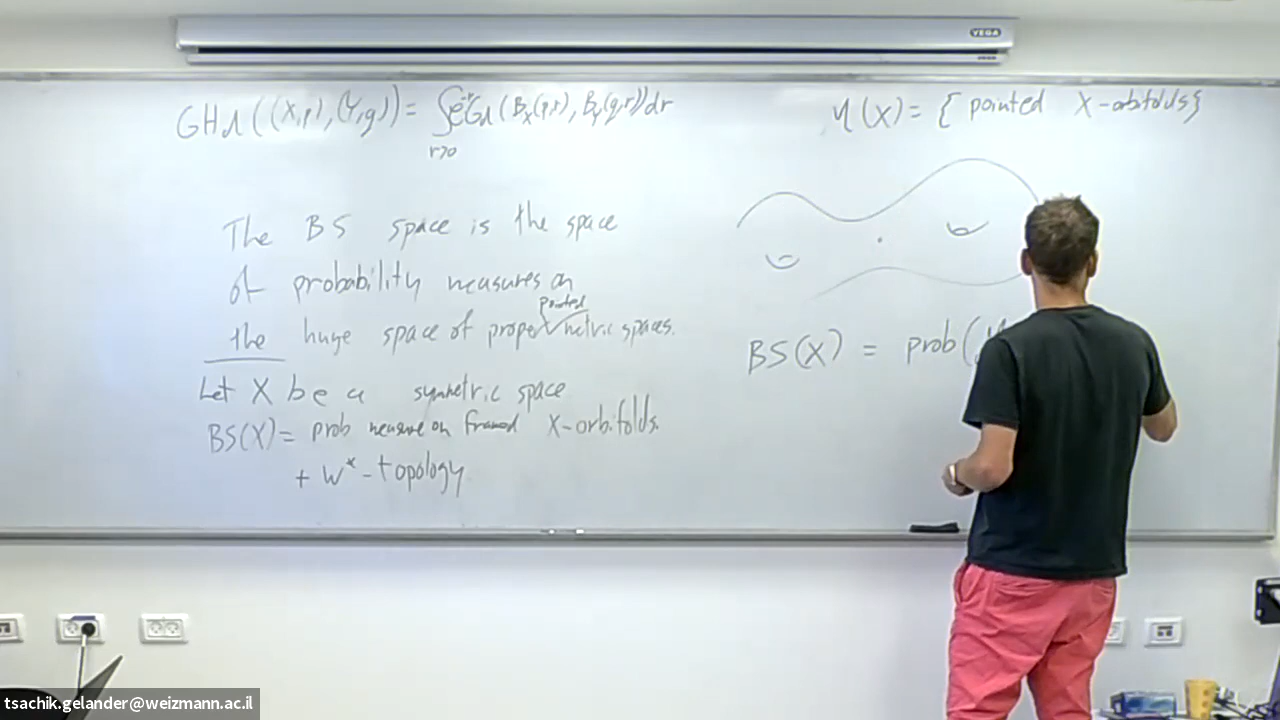 GHd((X,p),(Y,q)) = ∫ e^{-r} Gd(B_X(p,r), B_Y(q,r)) dr
r>0
The BS space is the space
of probability measures on
pointed
the huge space of proper metric spaces.
Let X be a symmetric space
BS(X) = prob measure on framed X-orbifolds.
+ W* - topology
M(X) = { pointed X-orbifolds}
BS(X) = prob(
VEGA
tsachik.gelander@weizmann.ac.il